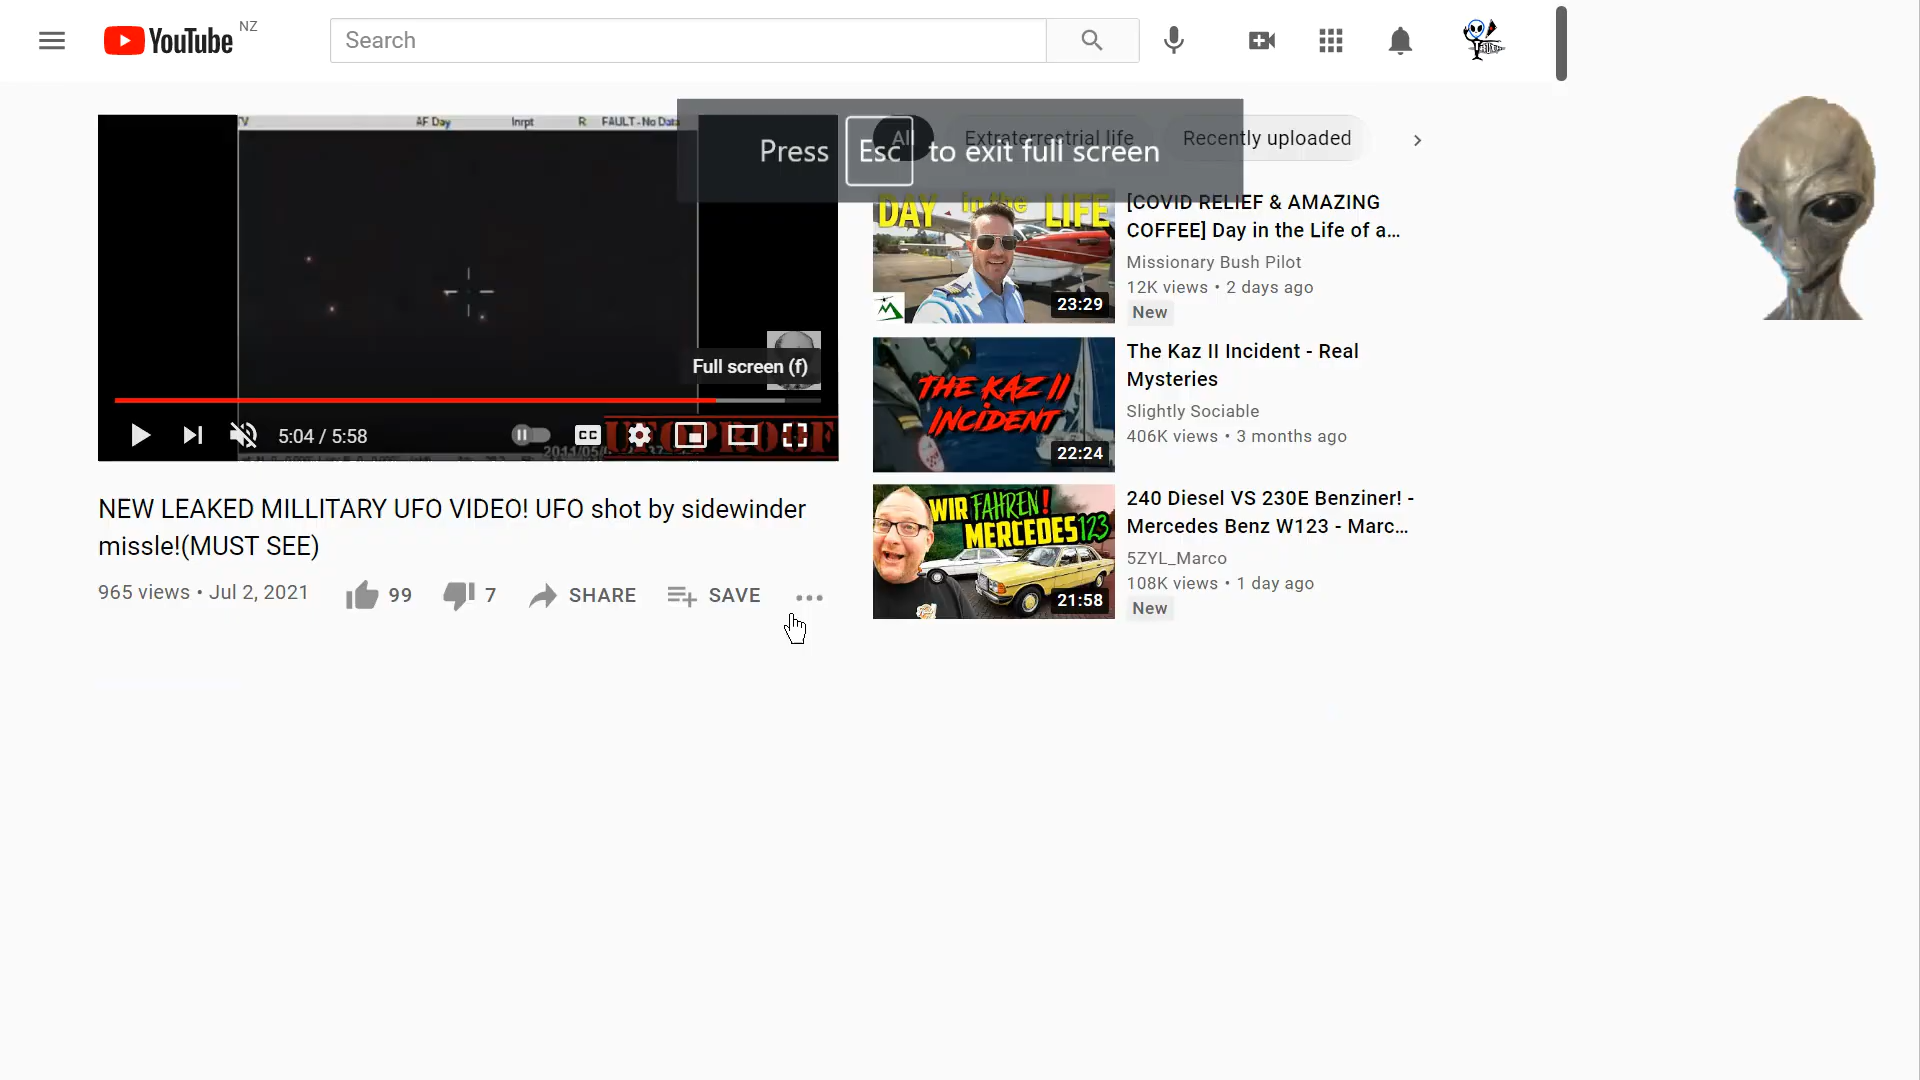 YouTube NZ
Search
TV AF Day Inrpt R FAULT - No Data
Press Esc to exit full screen
All Extraterrestrial life Recently uploaded
Full screen (f)
5:04 / 5:58
CC
UFOPROOF
DAY in the LIFE
23:29
[COVID RELIEF & AMAZING
COFFEE] Day in the Life of a...
Missionary Bush Pilot
12K views • 2 days ago
New
THE KAZ II
INCIDENT
22:24
The Kaz II Incident - Real
Mysteries
Slightly Sociable
406K views • 3 months ago
WIR FAHREN!
MERCEDES 123
21:58
240 Diesel VS 230E Benziner! -
Mercedes Benz W123 - Marc...
5ZYL_Marco
108K views • 1 day ago
New
NEW LEAKED MILLITARY UFO VIDEO! UFO shot by sidewinder
missle!(MUST SEE)
965 views • Jul 2, 2021 99 7 SHARE SAVE